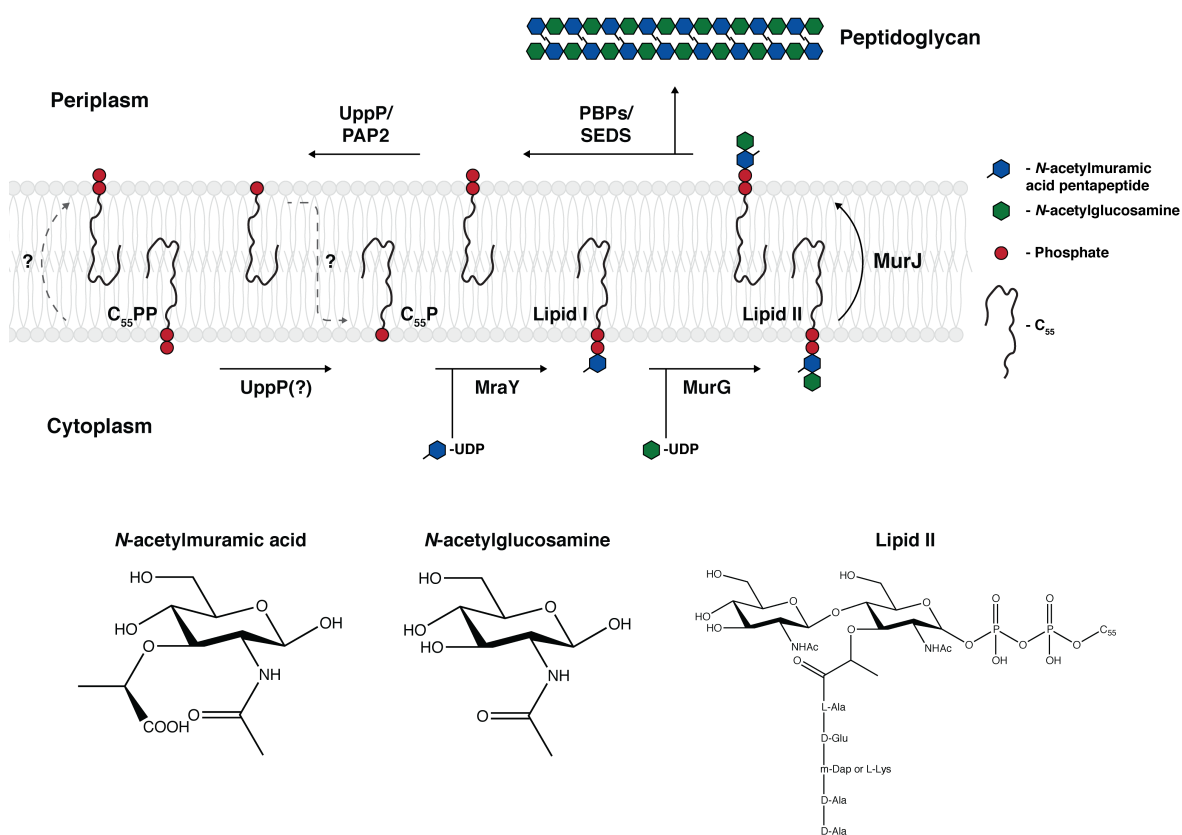 Peptidoglycan
Periplasm
UppP/
PAP2
PBPs/
SEDS
- N-acetylmuramic
acid pentapeptide
- N-acetylglucosamine
- Phosphate
- C55
?
?
MurJ
C55PP
C55P
Lipid I
Lipid II
UppP(?)
MraY
MurG
Cytoplasm
-UDP
-UDP
N-acetylmuramic acid
HO
O
HO
OH
O
NH
COOH
O
N-acetylglucosamine
HO
O
HO
HO
OH
NH
O
Lipid II
HO
O
HO
HO
NHAc
O
HO
O
O
NHAc
O
O
P
OH
O
O
P
OH
O
C55
O
L-Ala
D-Glu
m-Dap or L-Lys
D-Ala
D-Ala